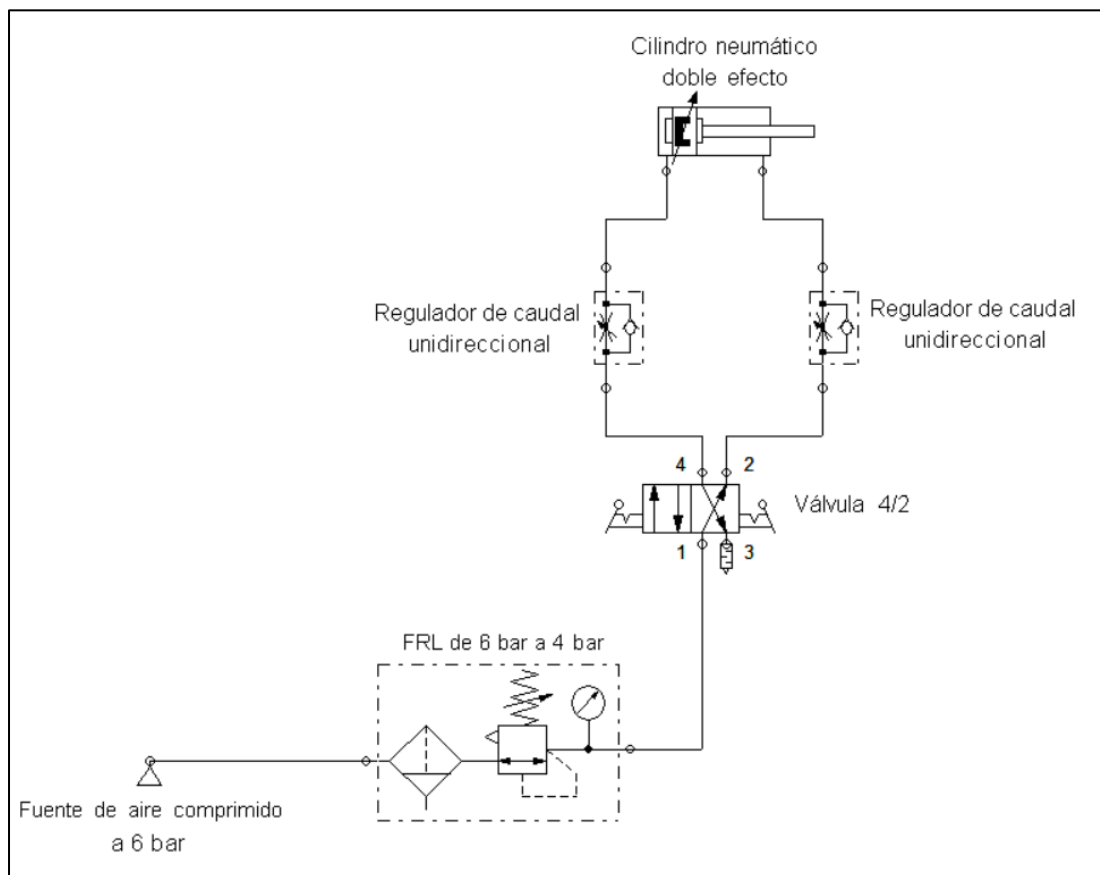 Cilindro neumático
doble efecto
Regulador de caudal
unidireccional
Regulador de caudal
unidireccional
4
2
Válvula 4/2
1
3
FRL de 6 bar a 4 bar
Fuente de aire comprimido
a 6 bar